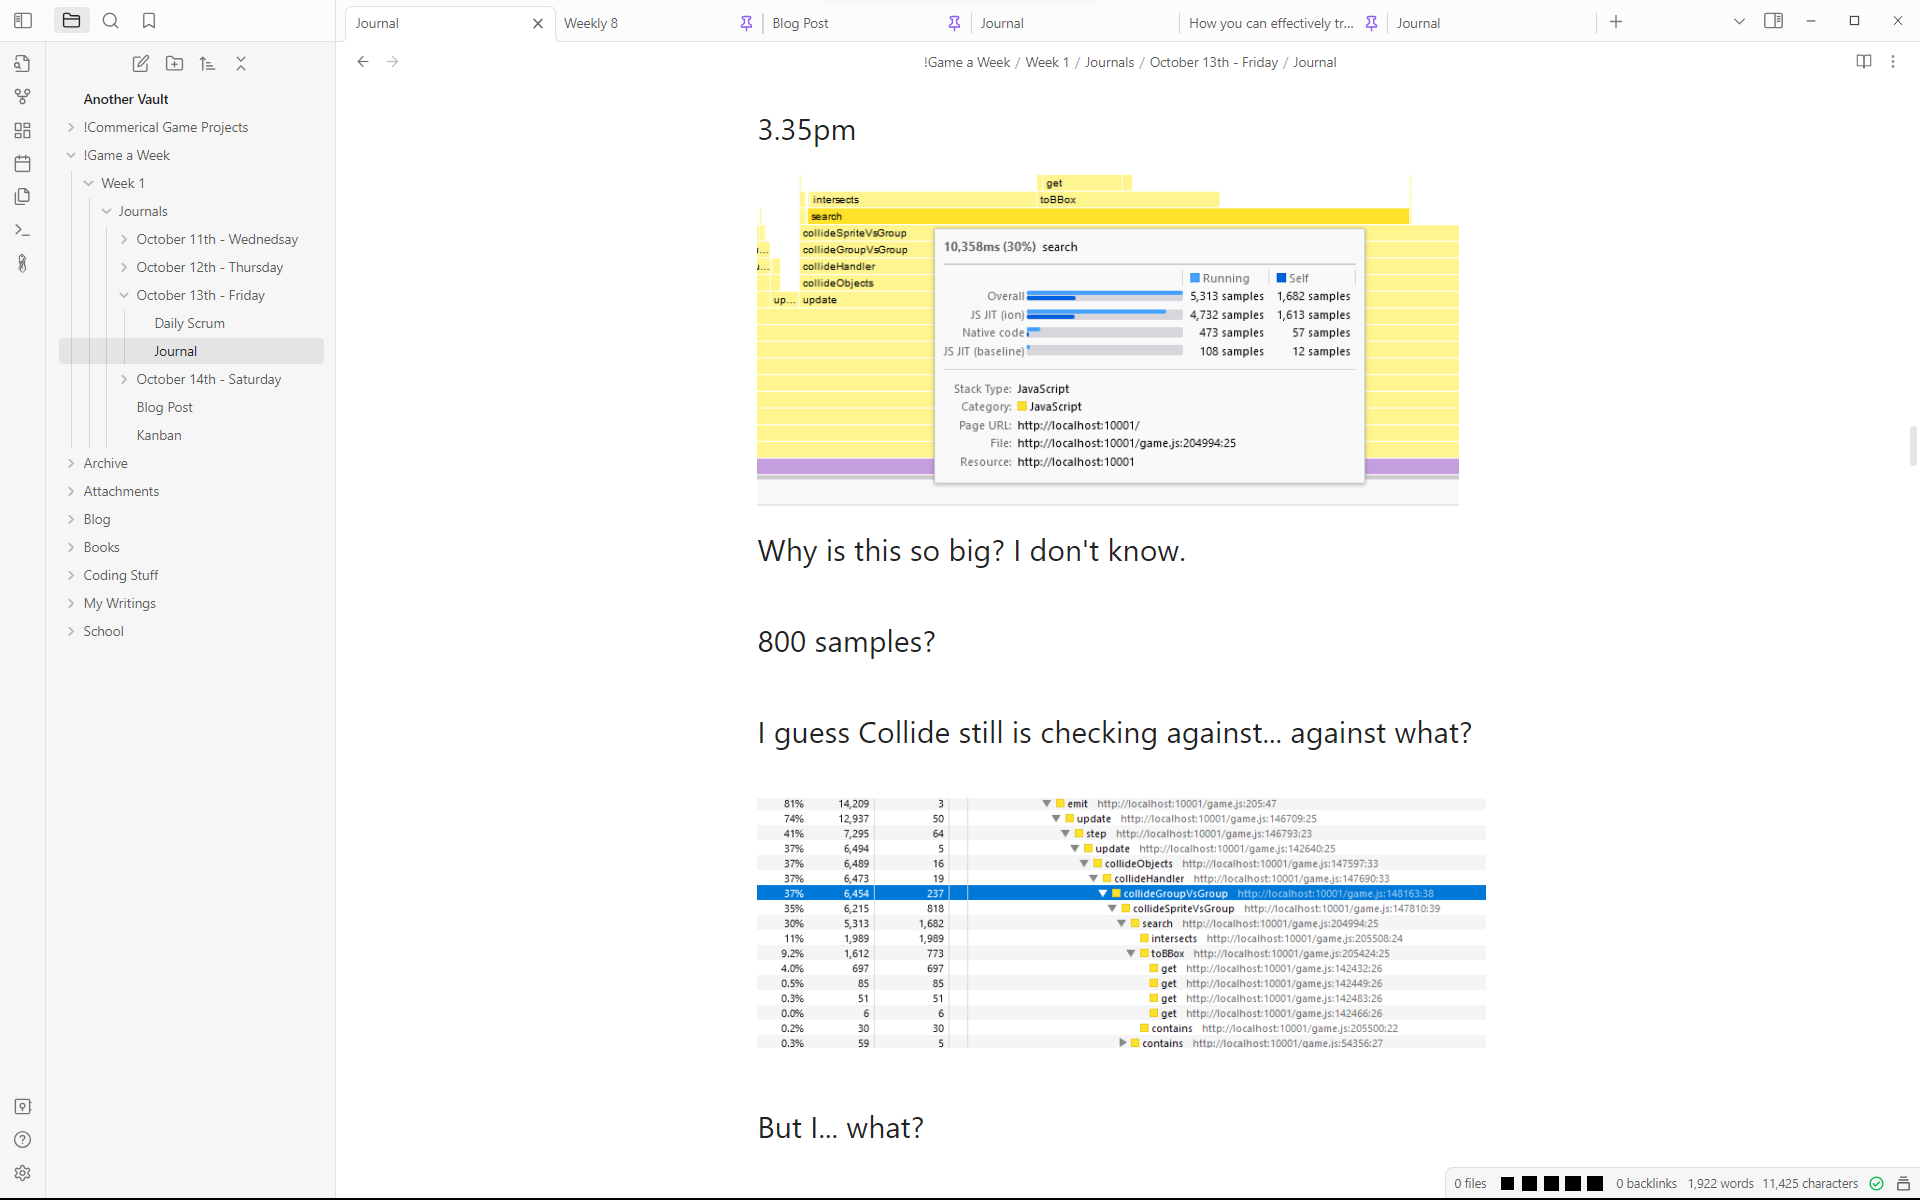 Journal
Weekly 8
Blog Post
Journal
How you can effectively tr...
Journal
!Game a Week / Week 1 / Journals / October 13th - Friday / Journal
Another Vault
!Commerical Game Projects
!Game a Week
Week 1
Journals
October 11th - Wednedsay
October 12th - Thursday
October 13th - Friday
Daily Scrum
Journal
October 14th - Saturday
Blog Post
Kanban
Archive
Attachments
Blog
Books
Coding Stuff
My Writings
School
3.35pm
get
intersects toBBox
search
collideSpriteVsGroup
collideGroupVsGroup
collideHandler
collideObjects
up... update
10,358ms (30%) search
Running Self
Overall 5,313 samples 1,682 samples
JS JIT (ion) 4,732 samples 1,613 samples
Native code 473 samples 57 samples
JS JIT (baseline) 108 samples 12 samples
Stack Type: JavaScript
Category: JavaScript
Page URL: http://localhost:10001/
File: http://localhost:10001/game.js:204994:25
Resource: http://localhost:10001
Why is this so big? I don't know.
800 samples?
I guess Collide still is checking against... against what?
81% 14,209 3 emit http://localhost:10001/game.js:205:47
74% 12,937 50 update http://localhost:10001/game.js:146709:25
41% 7,295 64 step http://localhost:10001/game.js:146793:23
37% 6,494 5 update http://localhost:10001/game.js:142640:25
37% 6,489 16 collideObjects http://localhost:10001/game.js:147597:33
37% 6,473 19 collideHandler http://localhost:10001/game.js:147690:33
37% 6,454 237 collideGroupVsGroup http://localhost:10001/game.js:148163:38
35% 6,215 818 collideSpriteVsGroup http://localhost:10001/game.js:147810:39
30% 5,313 1,682 search http://localhost:10001/game.js:204994:25
11% 1,989 1,989 intersects http://localhost:10001/game.js:205508:24
9.2% 1,612 773 toBBox http://localhost:10001/game.js:205424:25
4.0% 697 697 get http://localhost:10001/game.js:142432:26
0.5% 85 85 get http://localhost:10001/game.js:142449:26
0.3% 51 51 get http://localhost:10001/game.js:142483:26
0.0% 6 6 get http://localhost:10001/game.js:142466:26
0.2% 30 30 contains http://localhost:10001/game.js:205500:22
0.3% 59 5 contains http://localhost:10001/game.js:54356:27
But I... what?
0 files 0 backlinks 1,922 words 11,425 characters